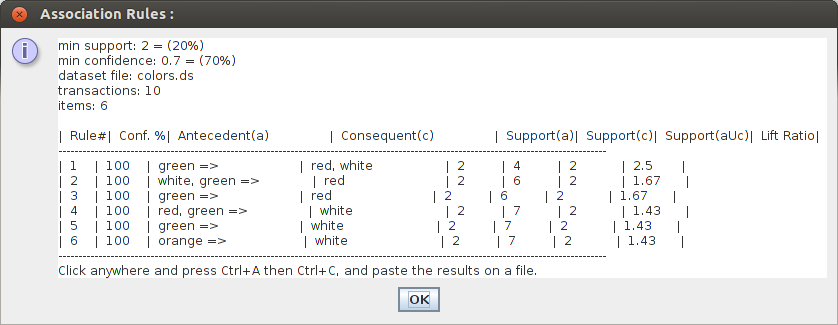 Association Rules :
min support: 2 = (20%)
min confidence: 0.7 = (70%)
dataset file: colors.ds
transactions: 10
items: 6
| Rule#| Conf. %| Antecedent(a) | Consequent(c) | Support(a)| Support(c)| Support(aUc)| Lift Ratio|
| 1 | 100 | green => | red, white | 2 | 4 | 2 | 2.5 |
| 2 | 100 | white, green => | red | 2 | 6 | 2 | 1.67 |
| 3 | 100 | green => | red | 2 | 6 | 2 | 1.67 |
| 4 | 100 | red, green => | white | 2 | 7 | 2 | 1.43 |
| 5 | 100 | green => | white | 2 | 7 | 2 | 1.43 |
| 6 | 100 | orange => | white | 2 | 7 | 2 | 1.43 |
Click anywhere and press Ctrl+A then Ctrl+C, and paste the results on a file.
OK